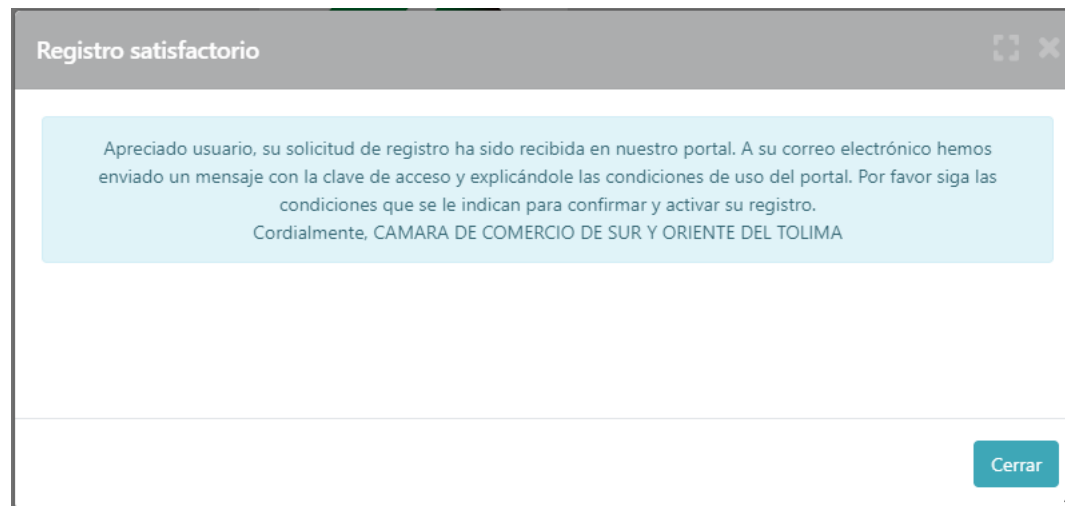 Registro satisfactorio
Apreciado usuario, su solicitud de registro ha sido recibida en nuestro portal. A su correo electrónico hemos
enviado un mensaje con la clave de acceso y explicándole las condiciones de uso del portal. Por favor siga las
condiciones que se le indican para confirmar y activar su registro.
Cordialmente, CAMARA DE COMERCIO DE SUR Y ORIENTE DEL TOLIMA
Cerrar